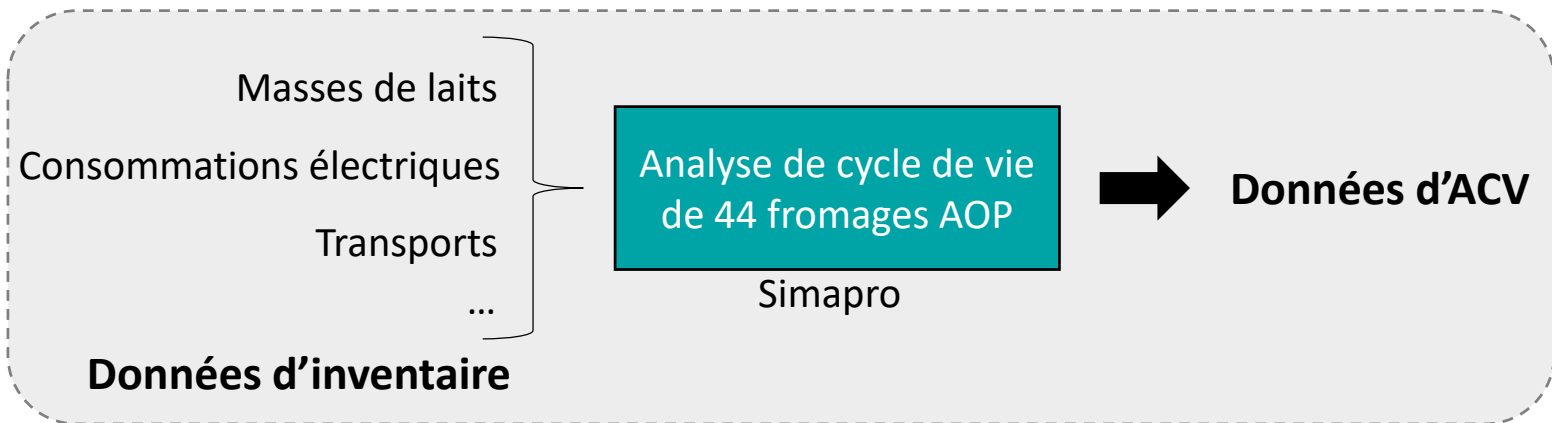 Masses de laits
Consommations électriques
Transports
...
Données d’inventaire
Analyse de cycle de vie
de 44 fromages AOP
Simapro
Données d’ACV